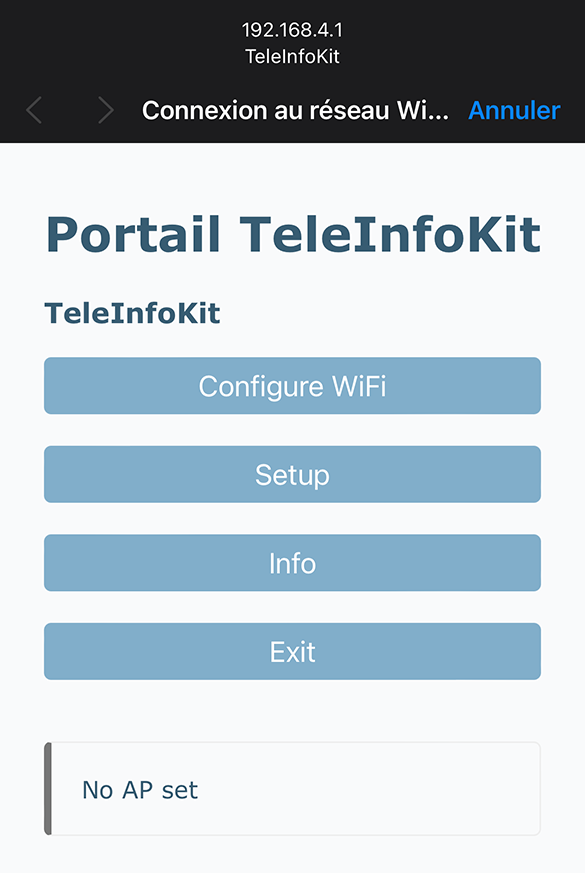 192.168.4.1
TeleInfoKit
Connexion au réseau Wi... Annuler
Portail TeleInfoKit
TeleInfoKit
Configure WiFi
Setup
Info
Exit
No AP set